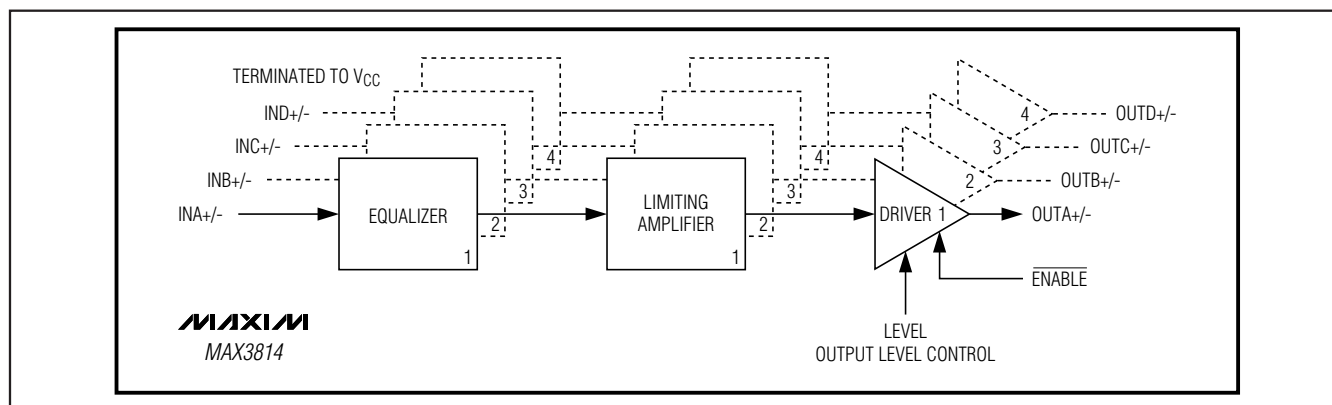 TERMINATED TO VCC
IND+/-
INC+/-
INB+/-
INA+/-
EQUALIZER
1
2
3
4
LIMITING
AMPLIFIER
1
2
3
4
DRIVER 1
2
3
4
OUTD+/-
OUTC+/-
OUTB+/-
OUTA+/-
ENABLE
LEVEL
OUTPUT LEVEL CONTROL
MAXIM
MAX3814